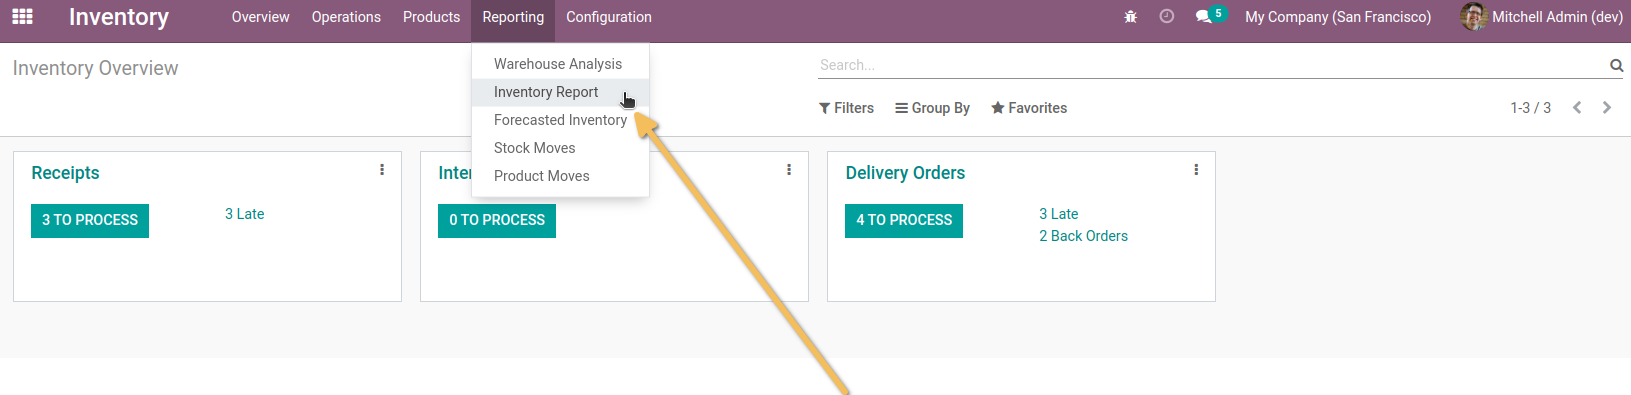 Inventory Overview Operations Products Reporting Configuration 5 My Company (San Francisco) Mitchell Admin (dev)
Inventory Overview
Search...
Warehouse Analysis
Inventory Report
Forecasted Inventory
Stock Moves
Product Moves
Filters Group By Favorites 1-3 / 3
Receipts
3 TO PROCESS 3 Late
Inter
0 TO PROCESS
Delivery Orders
4 TO PROCESS 3 Late
2 Back Orders